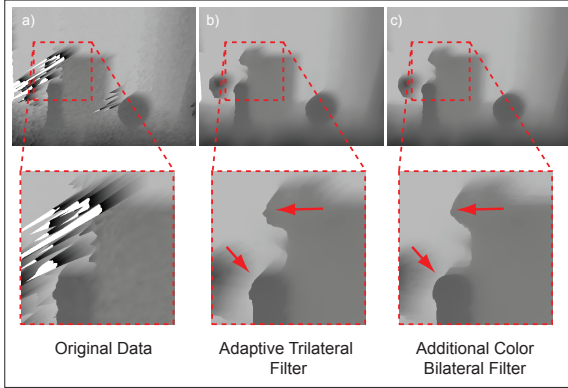 a)
b)
c)
Original Data
Adaptive Trilateral
Filter
Additional Color
Bilateral Filter